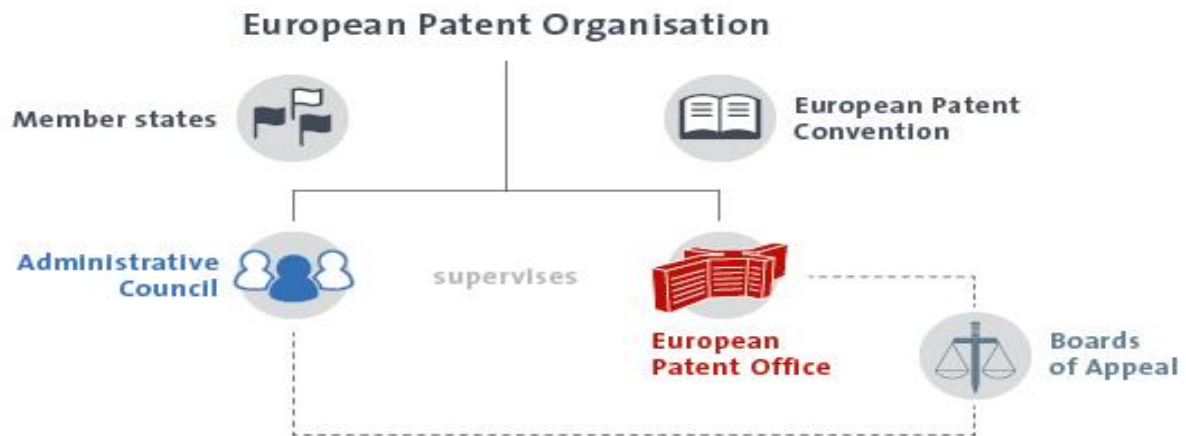 European Patent Organisation
Member states
European Patent
Convention
Administrative
Council
supervises
European
Patent Office
Boards
of Appeal